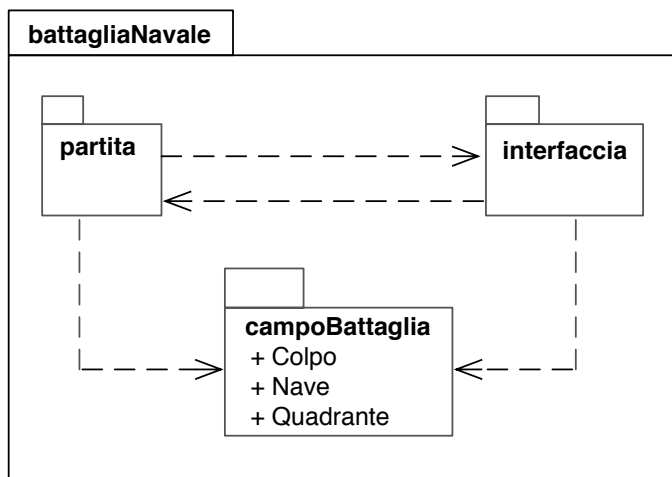 battagliaNavale
partita
interfaccia
campoBattaglia
+ Colpo
+ Nave
+ Quadrante